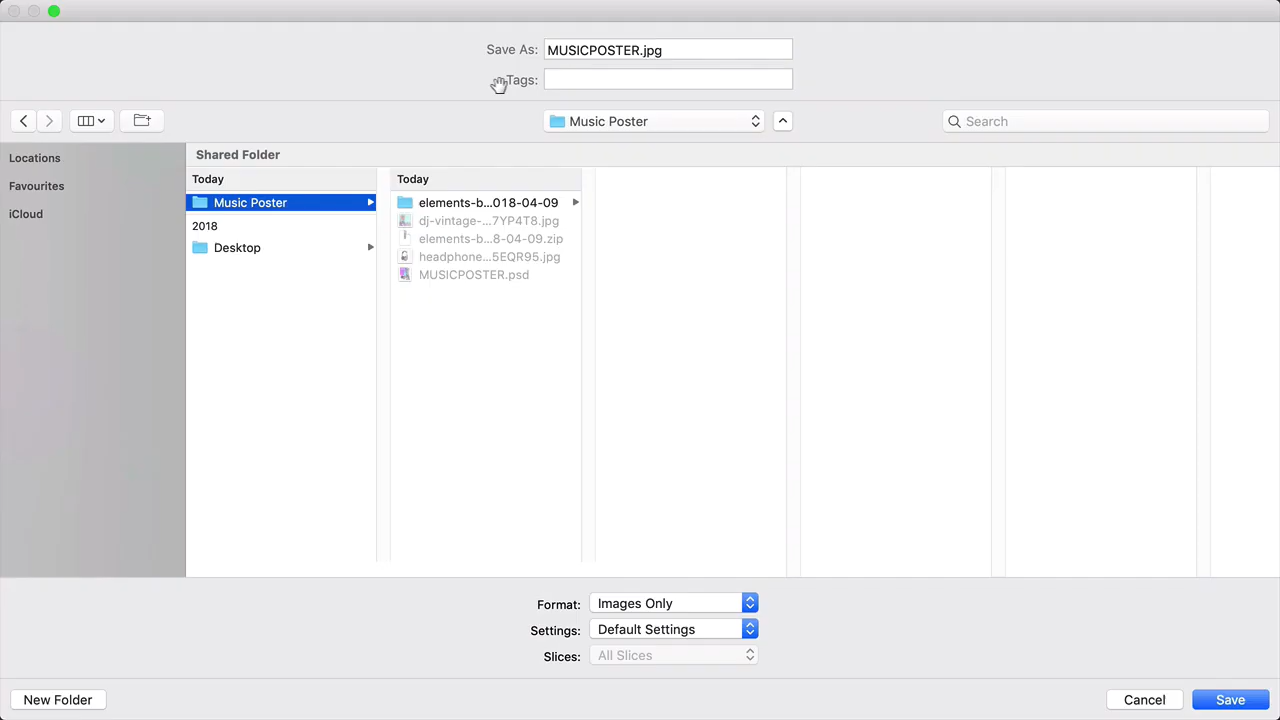 Save As: MUSICPOSTER.jpg
Tags:
Music Poster
Search
Locations
Favourites
iCloud
Shared Folder
Today
Music Poster
2018
Desktop
Today
elements-b...018-04-09
dj-vintage-...7YP4T8.jpg
elements-b...8-04-09.zip
headphone...5EQR95.jpg
MUSICPOSTER.psd
Format: Images Only
Settings: Default Settings
Slices: All Slices
New Folder
Cancel
Save